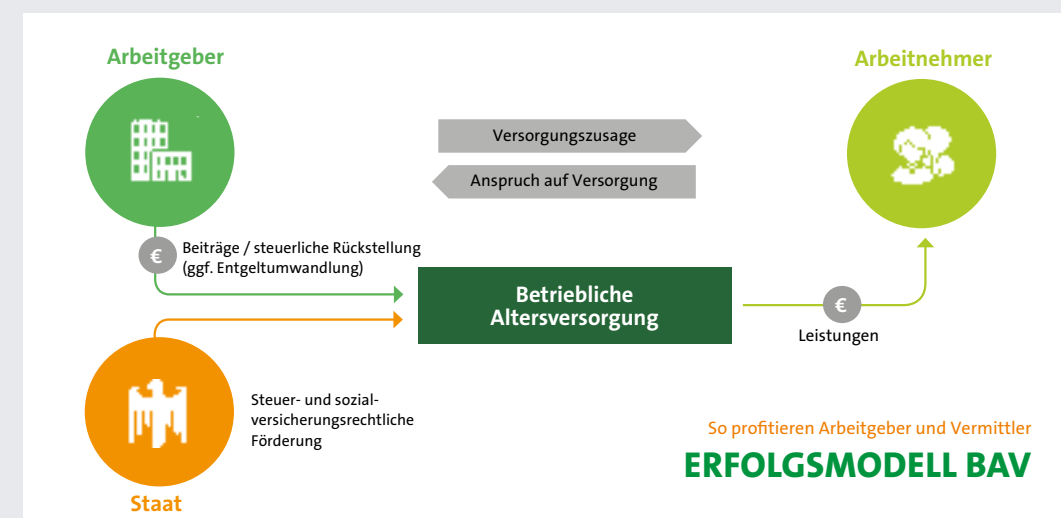 Arbeitgeber
Arbeitnehmer
Versorgungszusage
Anspruch auf Versorgung
€
Beiträge / steuerliche Rückstellung
(ggf. Entgeltumwandlung)
Betriebliche
Altersversorgung
€
Leistungen
Steuer- und sozial-
versicherungsrechtliche
Förderung
Staat
So profitieren Arbeitgeber und Vermittler
ERFOLGSMODELL BAV